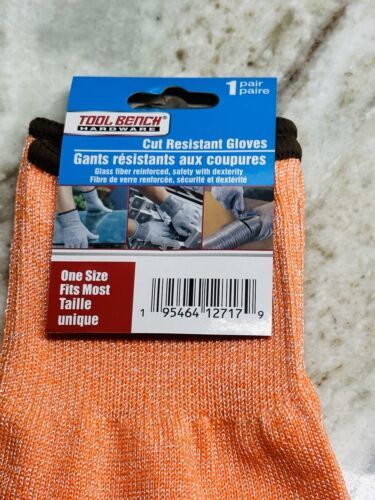 1 pair
paire
TOOL BENCH
HARDWARE
Cut Resistant Gloves
Gants résistants aux coupures
Glass fiber reinforced, safety with dexterity
Fibre de verre renforcée, sécurité et dextérité
One Size
Fits Most
Taille
unique
1 95464 12717 9